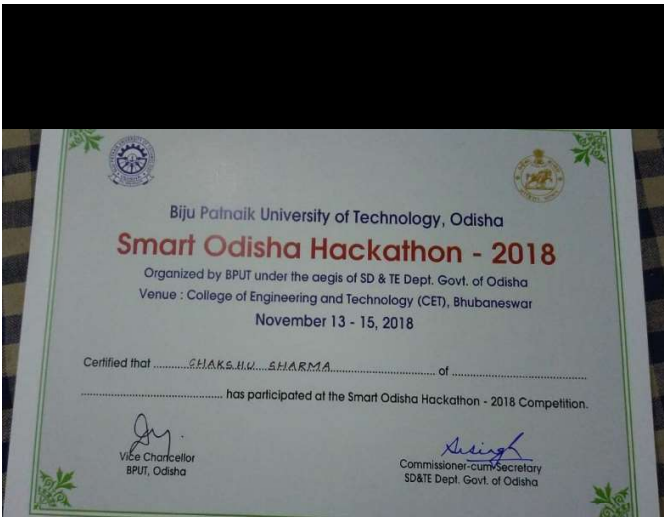 Biju Patnaik University of Technology, Odisha
Smart Odisha Hackathon - 2018
Organized by BPUT under the aegis of SD & TE Dept. Govt. of Odisha
Venue : College of Engineering and Technology (CET), Bhubaneswar
November 13 - 15, 2018
Certified that ........CHAKSHU SHARMA........................ of ................................
................................ has participated at the Smart Odisha Hackathon - 2018 Competition.
Vice Chancellor
BPUT, Odisha
Commissioner-cum-Secretary
SD&TE Dept. Govt. of Odisha